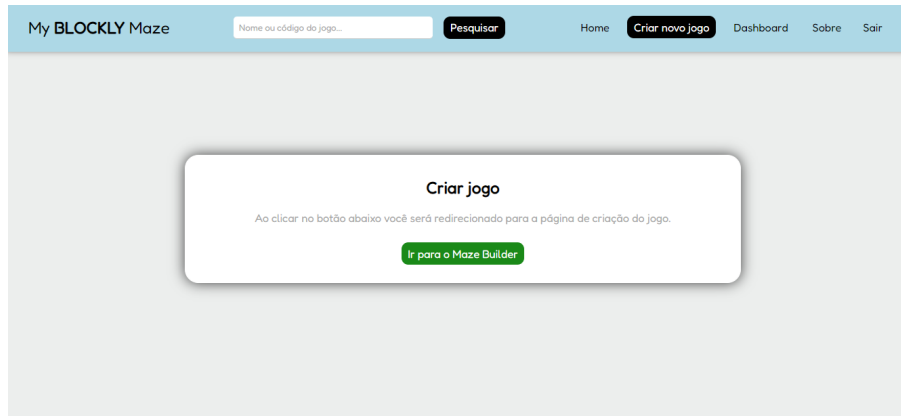 My BLOCKLY Maze
Nome ou código do jogo...
Pesquisar
Home
Criar novo jogo
Dashboard
Sobre
Sair
Criar jogo
Ao clicar no botão abaixo você será redirecionado para a página de criação do jogo.
Ir para o Maze Builder